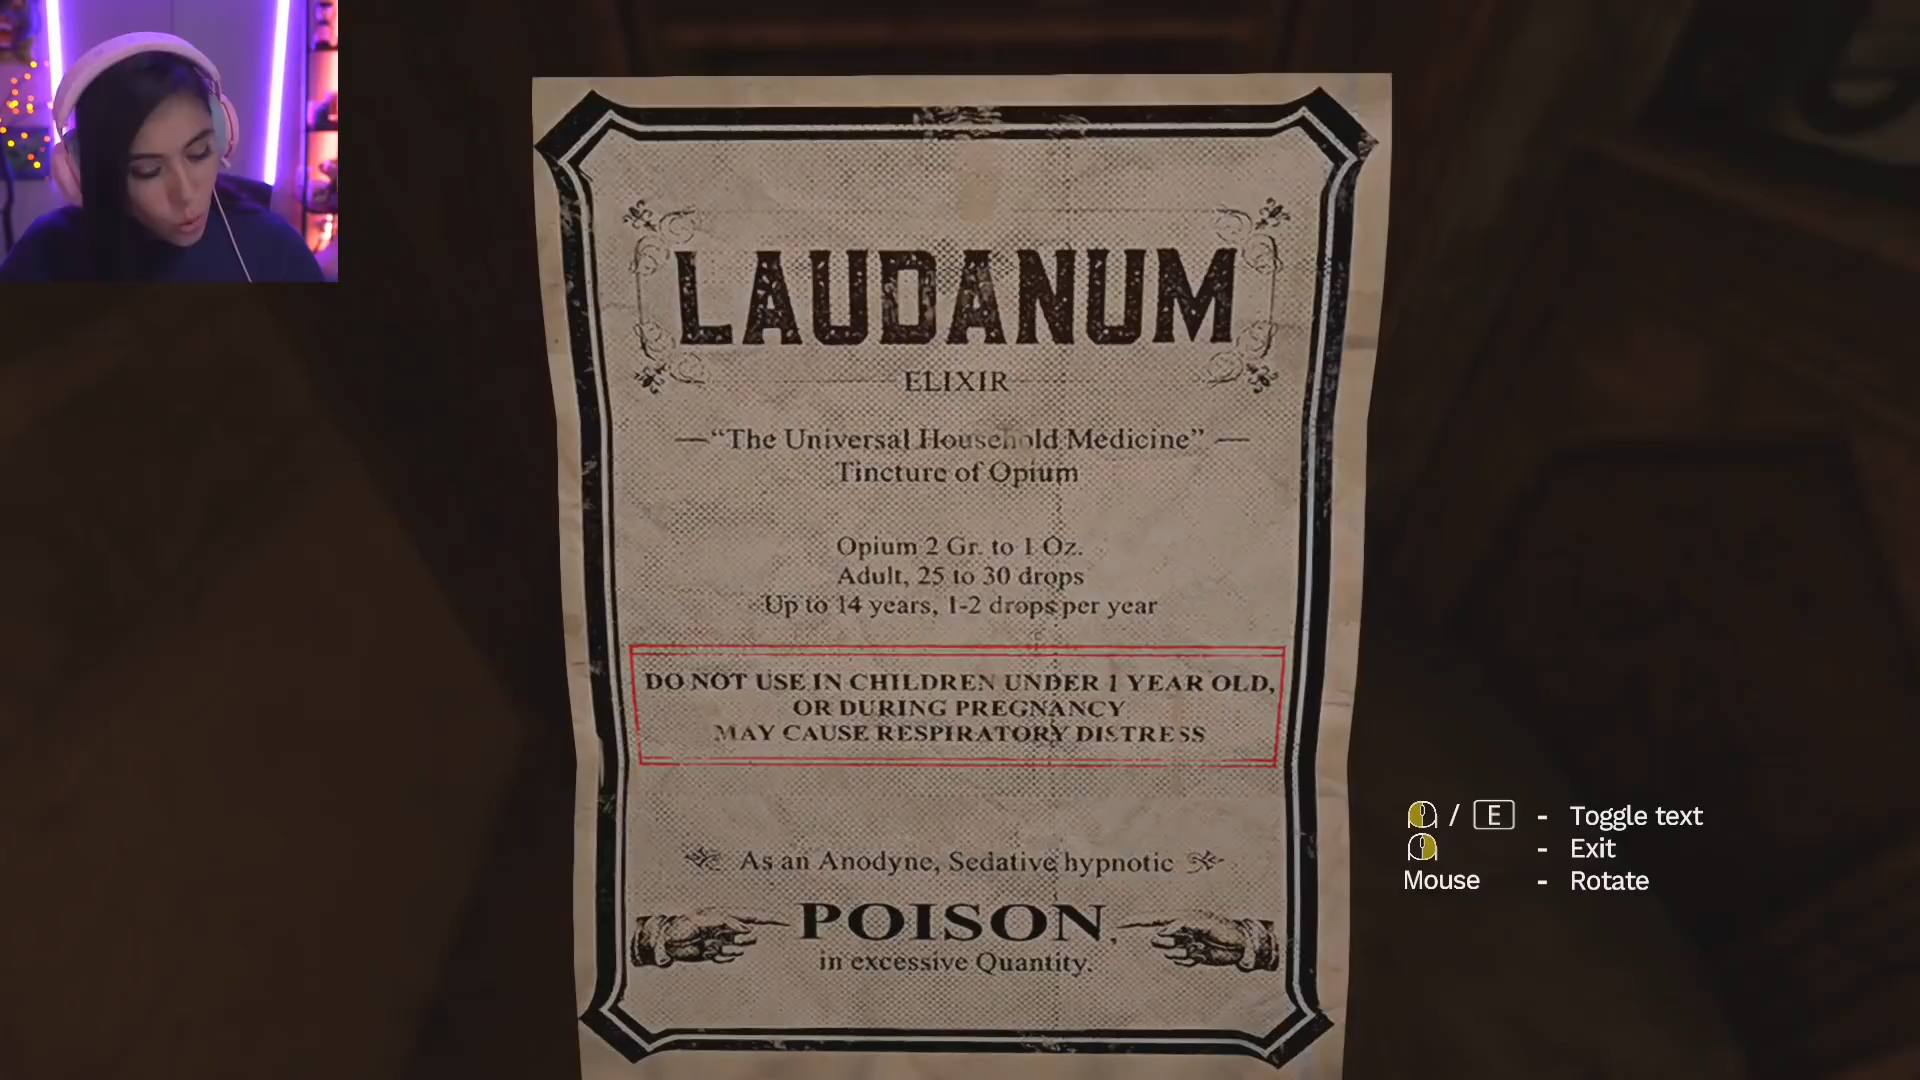 LAUDANUM
ELIXIR
—“The Universal Household Medicine”—
Tincture of Opium
Opium 2 Gr. to 1 Oz.
Adult, 25 to 30 drops
Up to 14 years, 1-2 drops per year
DO NOT USE IN CHILDREN UNDER 1 YEAR OLD,
OR DURING PREGNANCY
MAY CAUSE RESPIRATORY DISTRESS
As an Anodyne, Sedative hypnotic
POISON,
in excessive Quantity.
/ E - Toggle text
- Exit
Mouse - Rotate